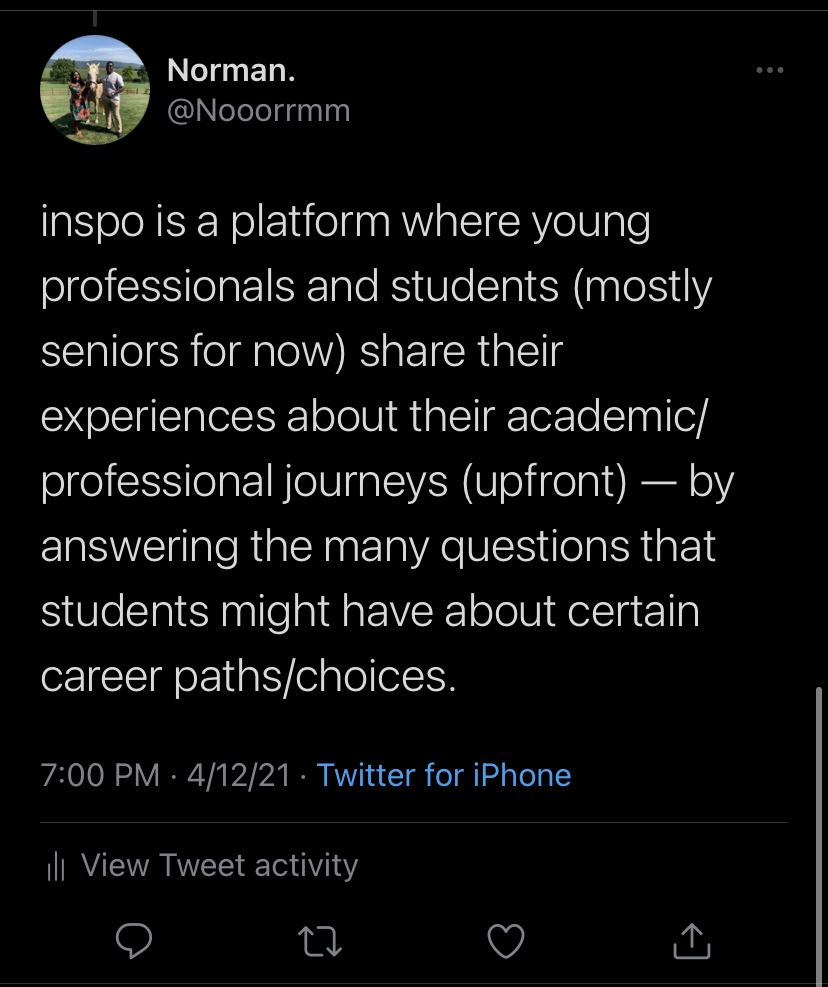 Norman.
@Nooorrmm
inspo is a platform where young
professionals and students (mostly
seniors for now) share their
experiences about their academic/
professional journeys (upfront) — by
answering the many questions that
students might have about certain
career paths/choices.
7:00 PM · 4/12/21 · Twitter for iPhone
View Tweet activity